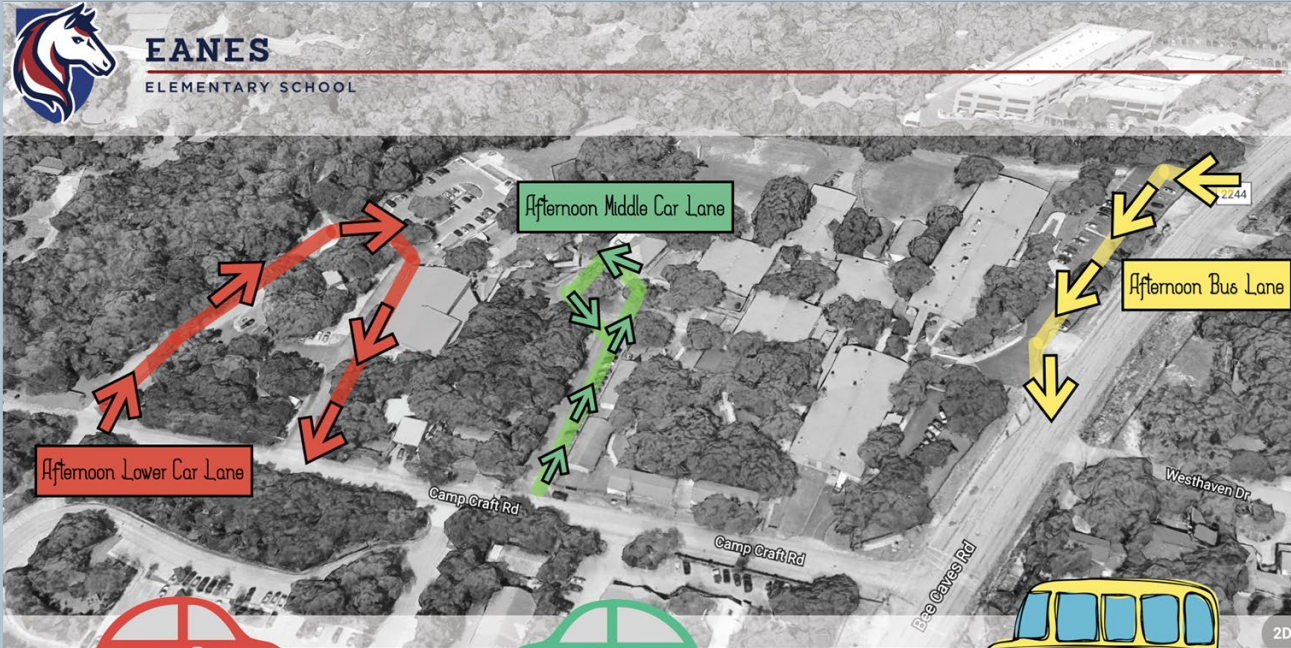 EANES
ELEMENTARY SCHOOL
Afternoon Middle Car Lane
2244
Afternoon Bus Lane
Afternoon Lower Car Lane
Camp Craft Rd
Westhaven Dr
Camp Craft Rd
Bee Caves Rd
2D